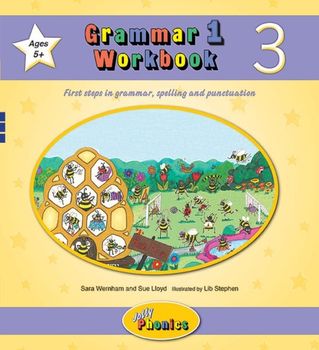 Ages
5+
Grammar 1
Workbook
3
First steps in grammar, spelling and punctuation
Sara Wernham and Sue Lloyd illustrated by Lib Stephen
Jolly
Phonics